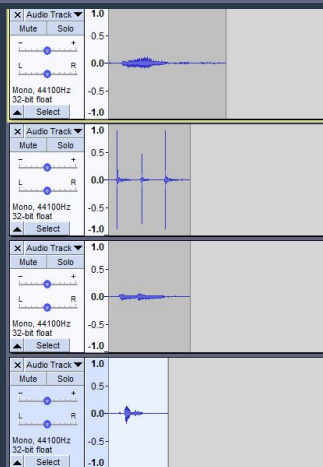 × Audio Track ▼ 1.0
Mute Solo
- +
0.0-
L R
-0.5-
Mono, 44100Hz
32-bit float
▲ Select -1.0
× Audio Track ▼ 1.0
Mute Solo
0.5-
- +
0.0-
L R
-0.5-
Mono, 44100Hz
32-bit float
▲ Select -1.0
× Audio Track ▼ 1.0
Mute Solo
0.5-
- +
0.0-
L R
-0.5-
Mono, 44100Hz
32-bit float
▲ Select -1.0
× Audio Track ▼ 1.0
Mute Solo
0.5-
- +
0.0-
L R
-0.5-
Mono, 44100Hz
32-bit float
▲ Select -1.0